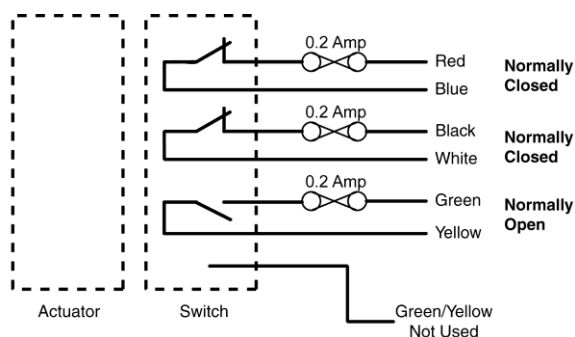 0.2 Amp
Red
Normally
Closed
Blue
0.2 Amp
Black
Normally
Closed
White
0.2 Amp
Green
Normally
Open
Yellow
Actuator
Switch
Green/Yellow
Not Used